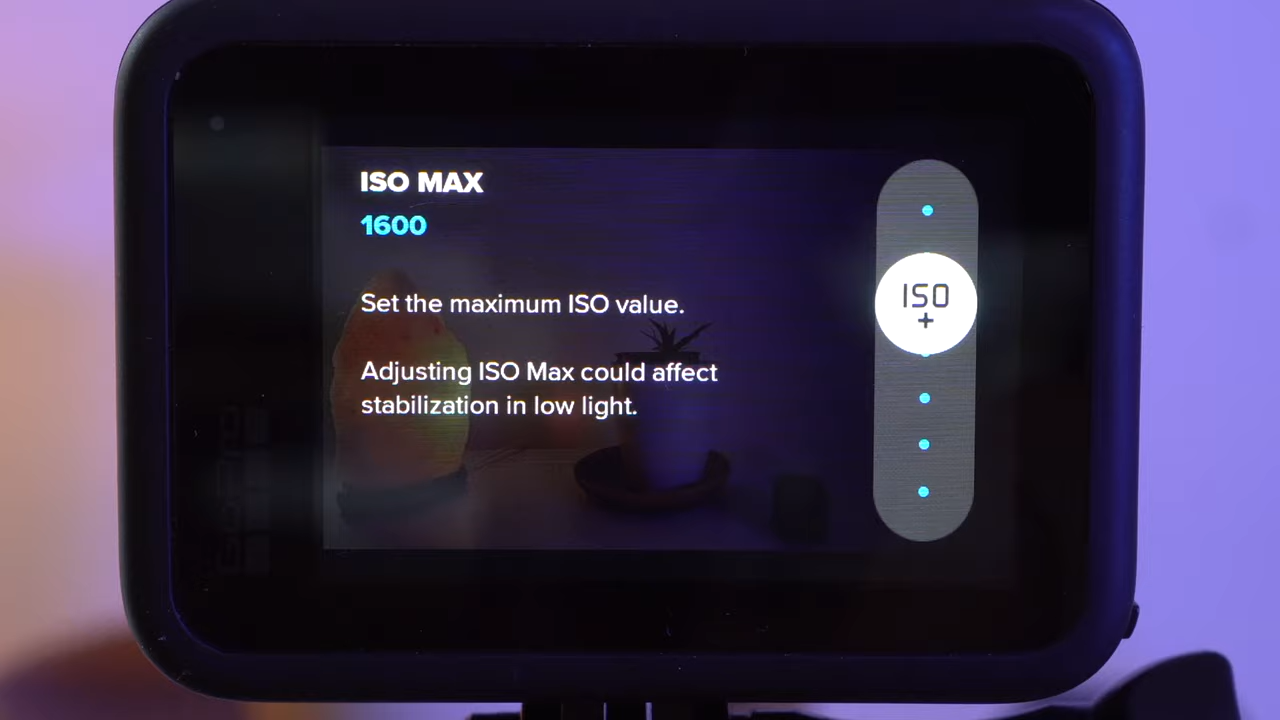 ISO MAX
1600
Set the maximum ISO value.
Adjusting ISO Max could affect
stabilization in low light.
ISO
+